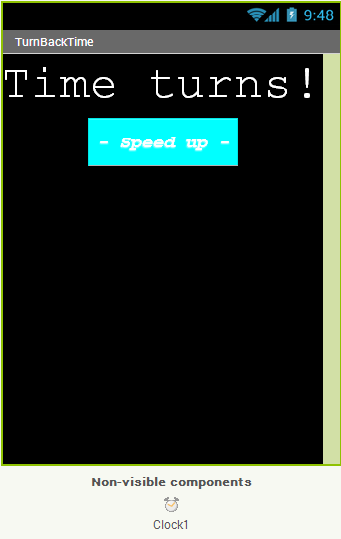 9:48
TurnBackTime
Time turns!
- Speed up -
Non-visible components
Clock1